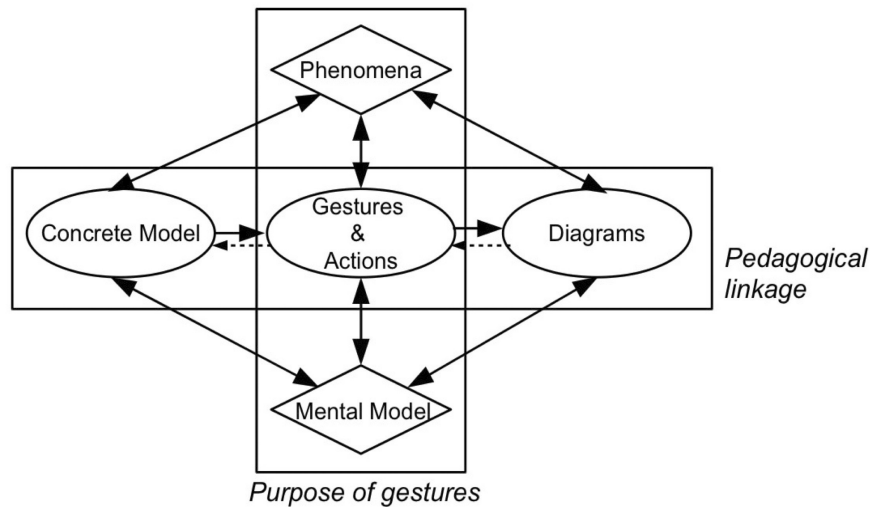 Phenomena
Concrete Model
Gestures
&
Actions
Diagrams
Pedagogical
linkage
Mental Model
Purpose of gestures